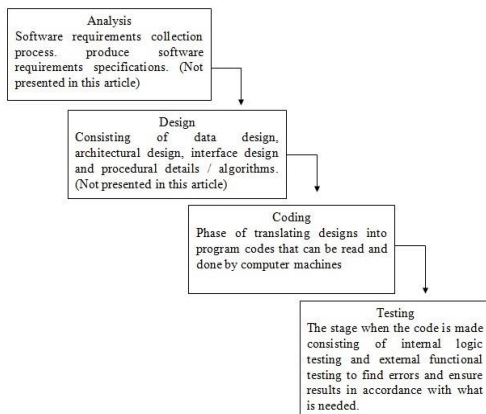 Analysis
Software requirements collection
process. produce software
requirements specifications. (Not
presented in this article)
Design
Consisting of data design,
architectural design, interface design
and procedural details / algorithms.
(Not presented in this article)
Coding
Phase of translating designs into
program codes that can be read and
done by computer machines
Testing
The stage when the code is made
consisting of internal logic
testing and external functional
testing to find errors and ensure
results in accordance with what
is needed.